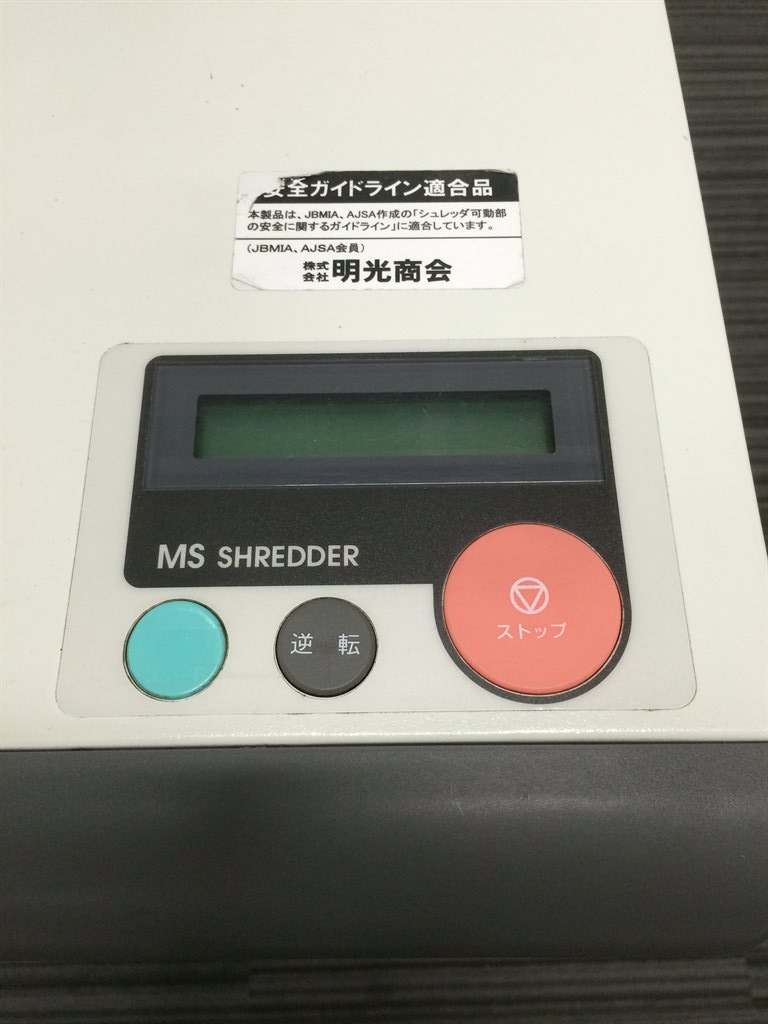 安全ガイドライン適合品
本製品は、JBMIA、AJSA作成の「シュレッダ可動部
の安全に関するガイドライン」に適合しています。
(JBMIA、AJSA会員)
株式会社 明光商会
MS SHREDDER
逆 転
ストップ